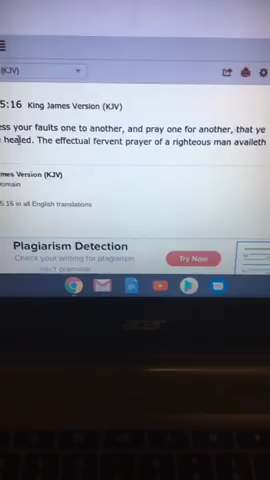 (KJV)
5:16 King James Version (KJV)
ess your faults one to another, and pray one for another, that ye
healed. The effectual fervent prayer of a righteous man availeth
mes Version (KJV)
omain
5:16 in all English translations
Plagiarism Detection
Check your writing for plagiarism
Try Now
grammar
acer